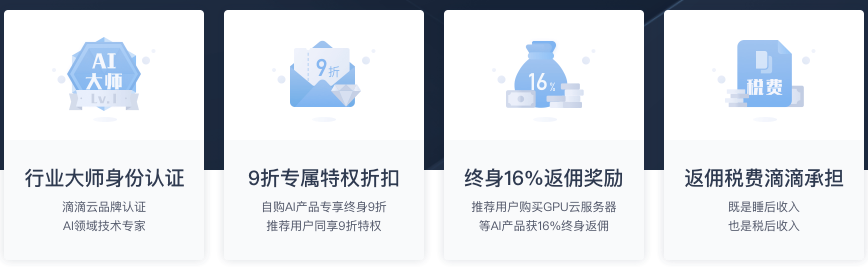 AI
大师
Lv.1
行业大师身份认证
滴滴云品牌认证
AI领域技术专家
9折
9折专属特权折扣
自购AI产品专享终身9折
推荐用户同享9折特权
16%
终身16%返佣奖励
推荐用户购买GPU云服务器
等AI产品获16%终身返佣
税费
返佣税费滴滴承担
既是睡后收入
也是税后收入